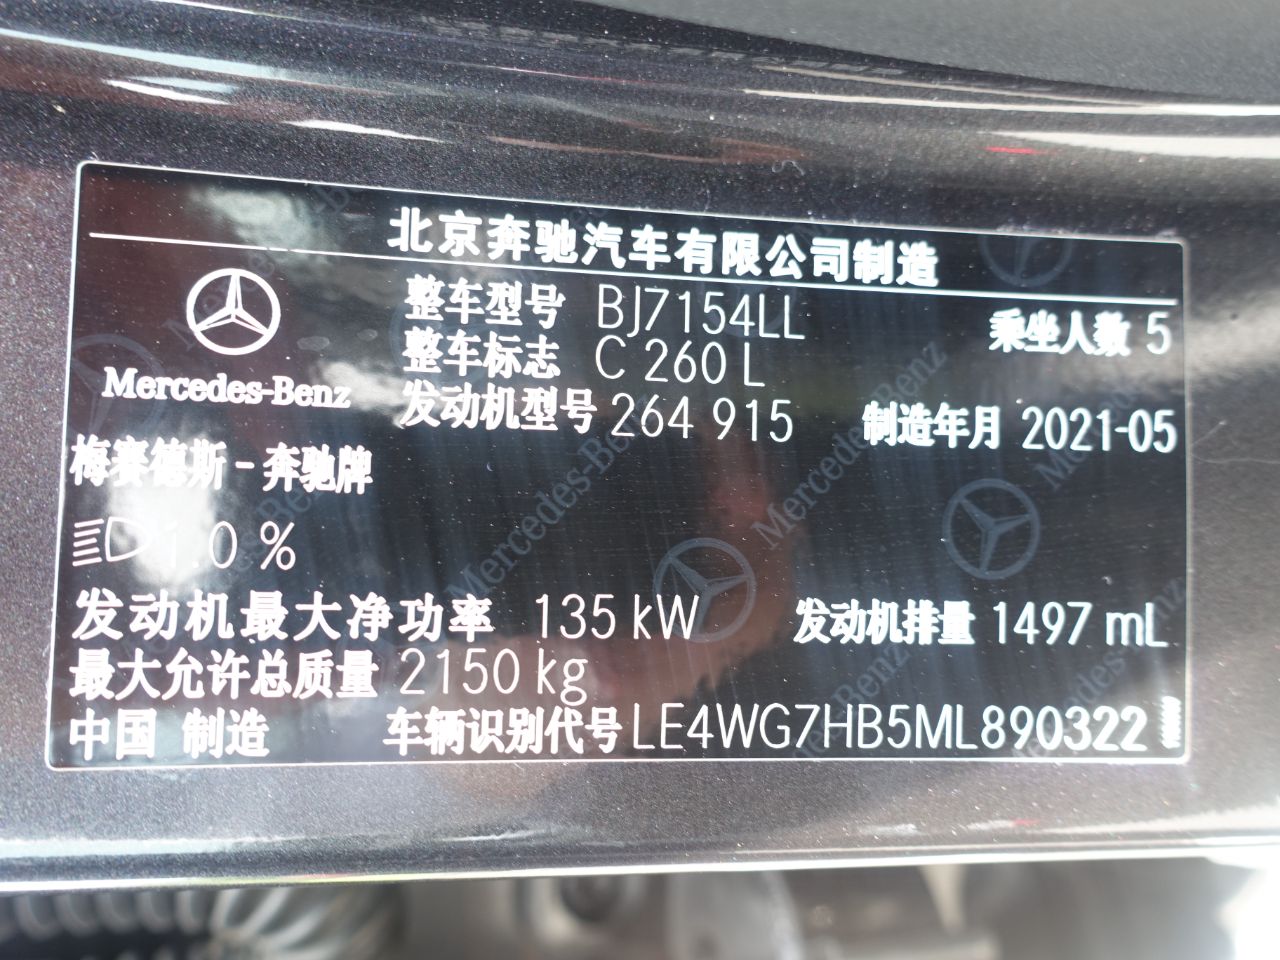 北京奔驰汽车有限公司制造
整车型号 BJ7154LL
乘坐人数 5
整车标志 C 260 L
Mercedes-Benz
发动机型号 264 915
制造年月 2021-05
梅赛德斯-奔驰牌
1.0 %
发动机最大净功率 135 kW
发动机排量 1497 mL
最大允许总质量 2150 kg
中国 制造
车辆识别代号 LE4WG7HB5ML890322